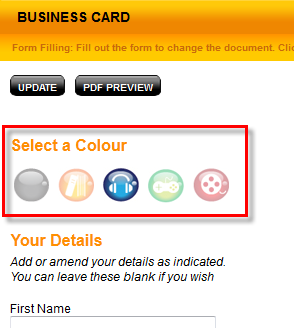 BUSINESS CARD
Form Filling: Fill out the form to change the document. Clic
UPDATE PDF PREVIEW
Select a Colour
Your Details
Add or amend your details as indicated.
You can leave these blank if you wish
First Name